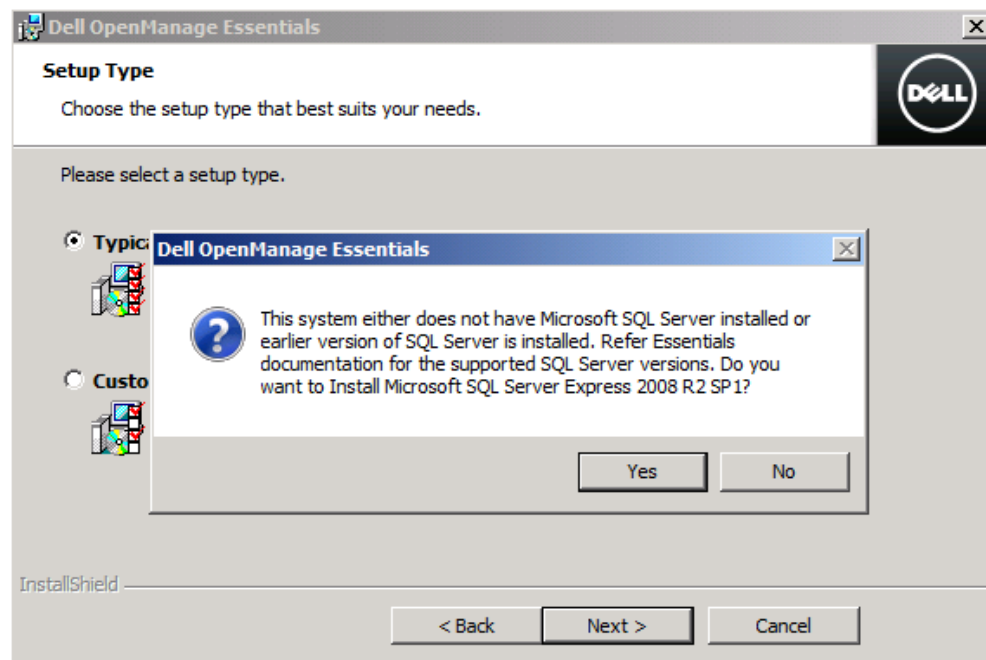 Dell OpenManage Essentials
Setup Type
Choose the setup type that best suits your needs.
DELL
Please select a setup type.
Typica
Dell OpenManage Essentials
This system either does not have Microsoft SQL Server installed or
earlier version of SQL Server is installed. Refer Essentials
documentation for the supported SQL Server versions. Do you
want to Install Microsoft SQL Server Express 2008 R2 SP1?
Custo
Yes
No
InstallShield
< Back
Next >
Cancel